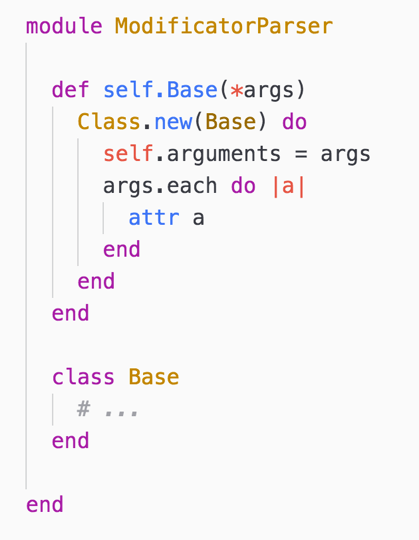 module ModificatorParser
def self.Base(*args)
Class.new(Base) do
self.arguments = args
args.each do |a|
attr a
end
end
end
class Base
# ...
end
end